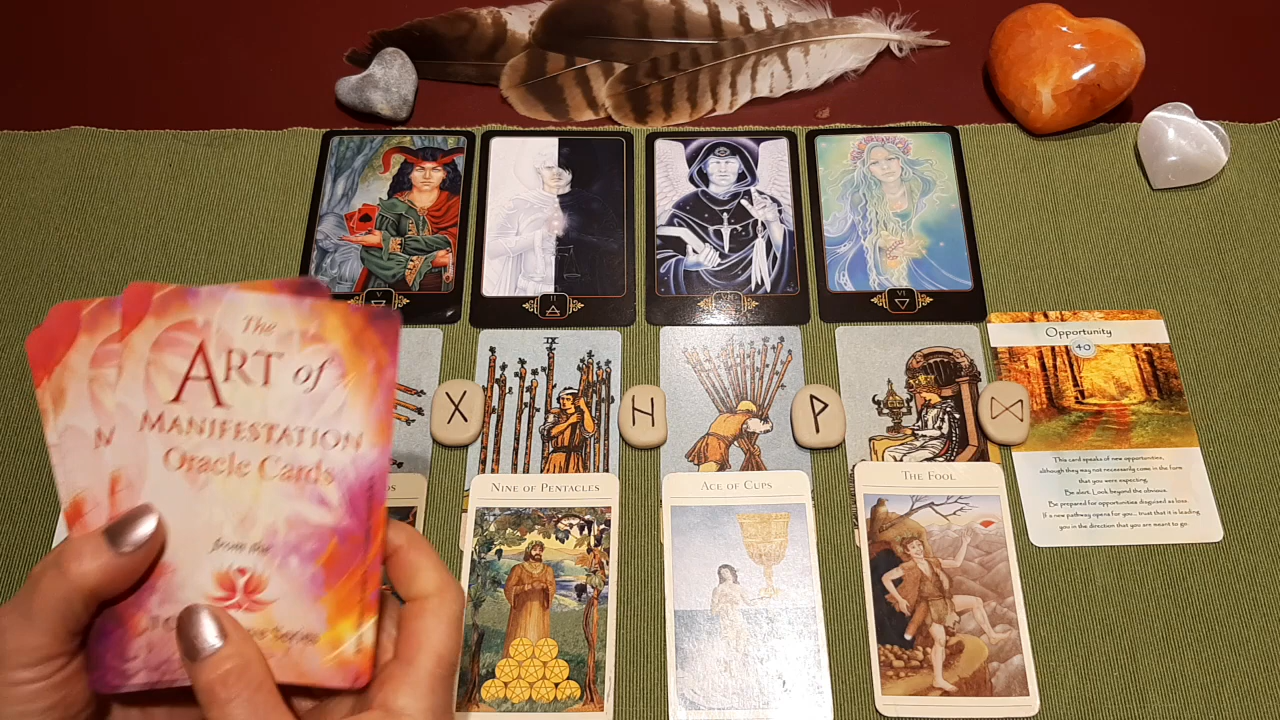 V
II
VII
VI
IX
Opportunity
40
This card speaks of new opportunities,
although they may not necessarily come in the form
that you were expecting.
Be alert. Look beyond the obvious.
Be prepared for opportunities disguised as loss.
If a new pathway opens for you... trust that it is leading
you in the direction that you are meant to go.
The
ART of
MANIFESTATION
Oracle Cards
from the
NINE OF PENTACLES
ACE OF CUPS
THE FOOL
ᚷ
ᚺ
ᚹ
ᛞ